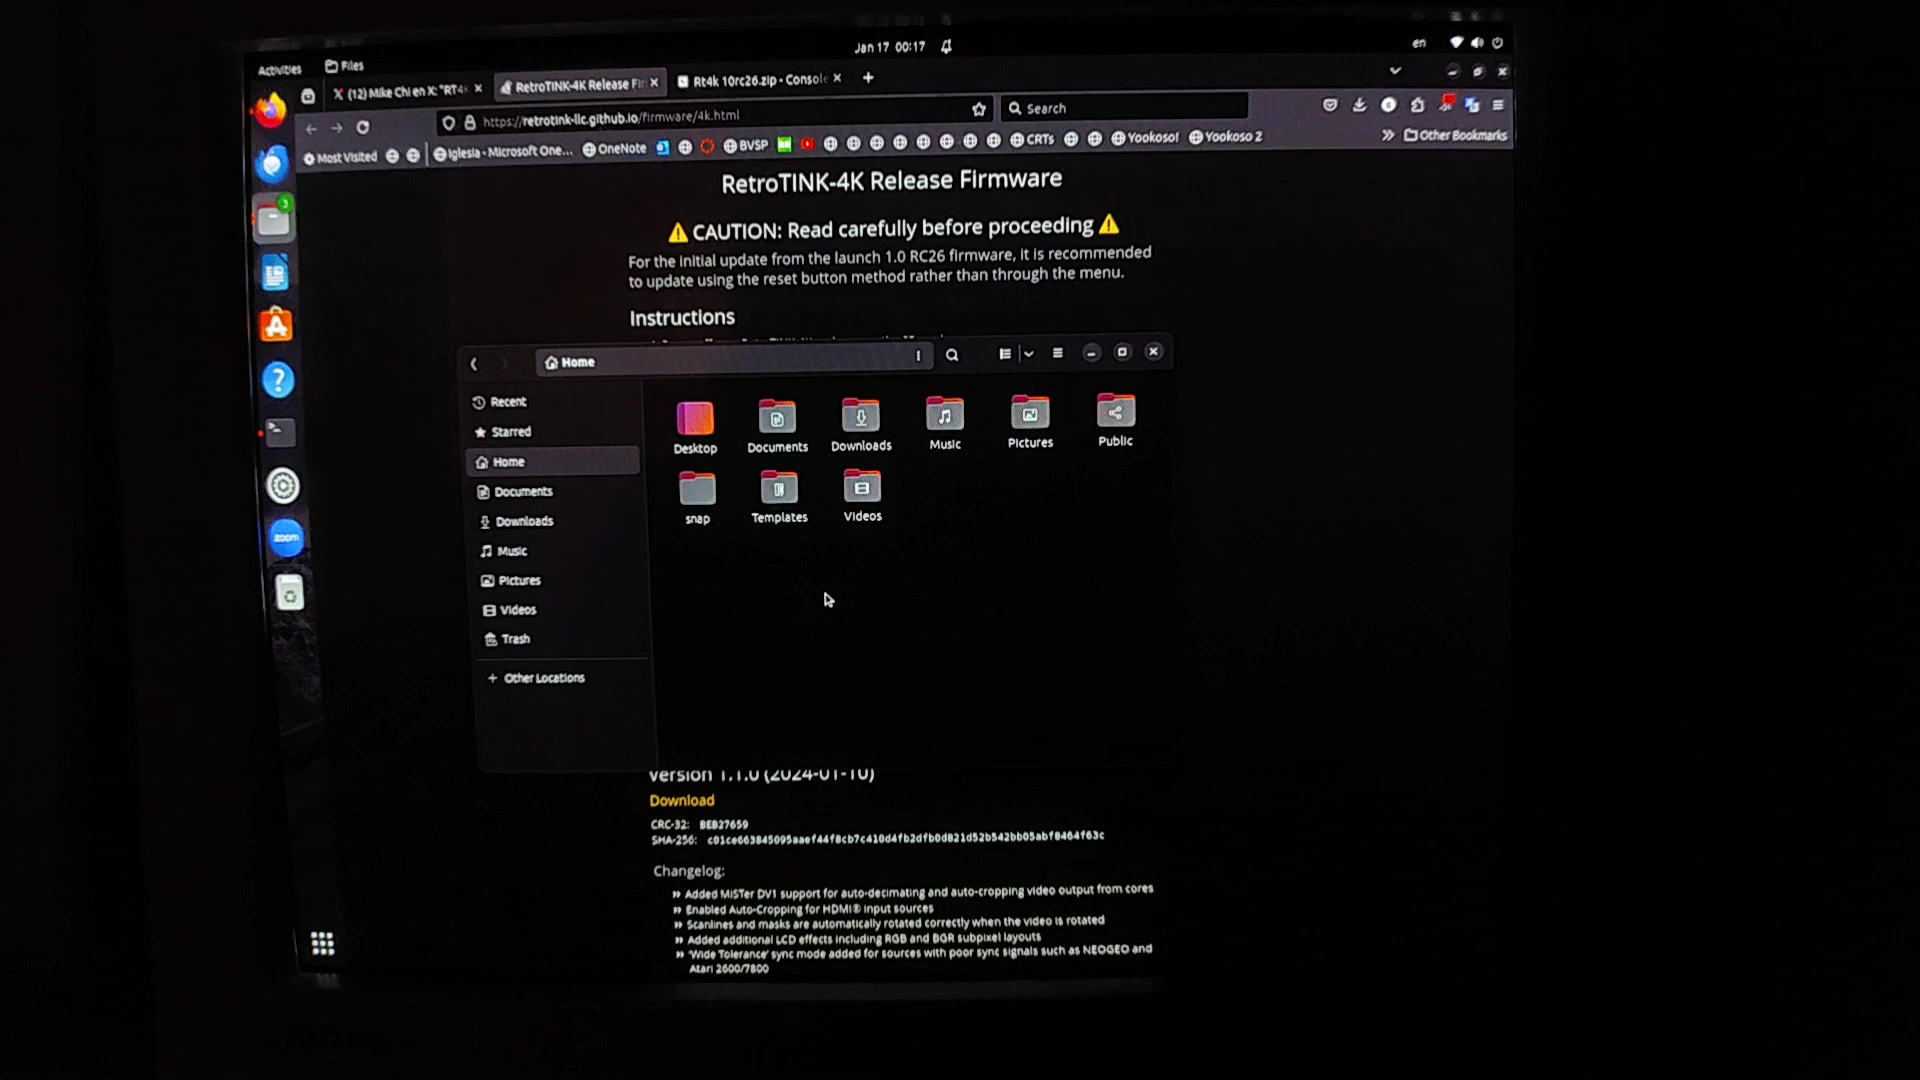 Jan 17 00:17
en
Activities
Files
(12) Mike Chi en X: "RT4K
RetroTINK-4K Release Fir
Rt4k 10rc26.zip - Console
https://retrotink-llc.github.io/firmware/4k.html
Search
Most Visited
Iglesia - Microsoft One...
OneNote
BVSP
CRTs
Yookoso!
Yookoso 2
Other Bookmarks
RetroTINK-4K Release Firmware
CAUTION: Read carefully before proceeding
For the initial update from the launch 1.0 RC26 firmware, it is recommended
to update using the reset button method rather than through the menu.
Instructions
Home
Recent
Starred
Home
Documents
Downloads
Music
Pictures
Videos
Trash
+ Other Locations
Desktop
Documents
Downloads
Music
Pictures
Public
snap
Templates
Videos
3
zoom
Version 1.1.0 (2024-01-10)
Download
CRC-32: BEB27659
SHA-256: c01ce663845095aaef44f8cb7c410d4fb2dfb0d821d52b542bb05abf8464f63c
Changelog:
» Added MiSTer DV1 support for auto-decimating and auto-cropping video output from cores
» Enabled Auto-Cropping for HDMI® input sources
» Scanlines and masks are automatically rotated correctly when the video is rotated
» Added additional LCD effects including RGB and BGR subpixel layouts
» 'Wide Tolerance' sync mode added for sources with poor sync signals such as NEOGEO and
Atari 2600/7800